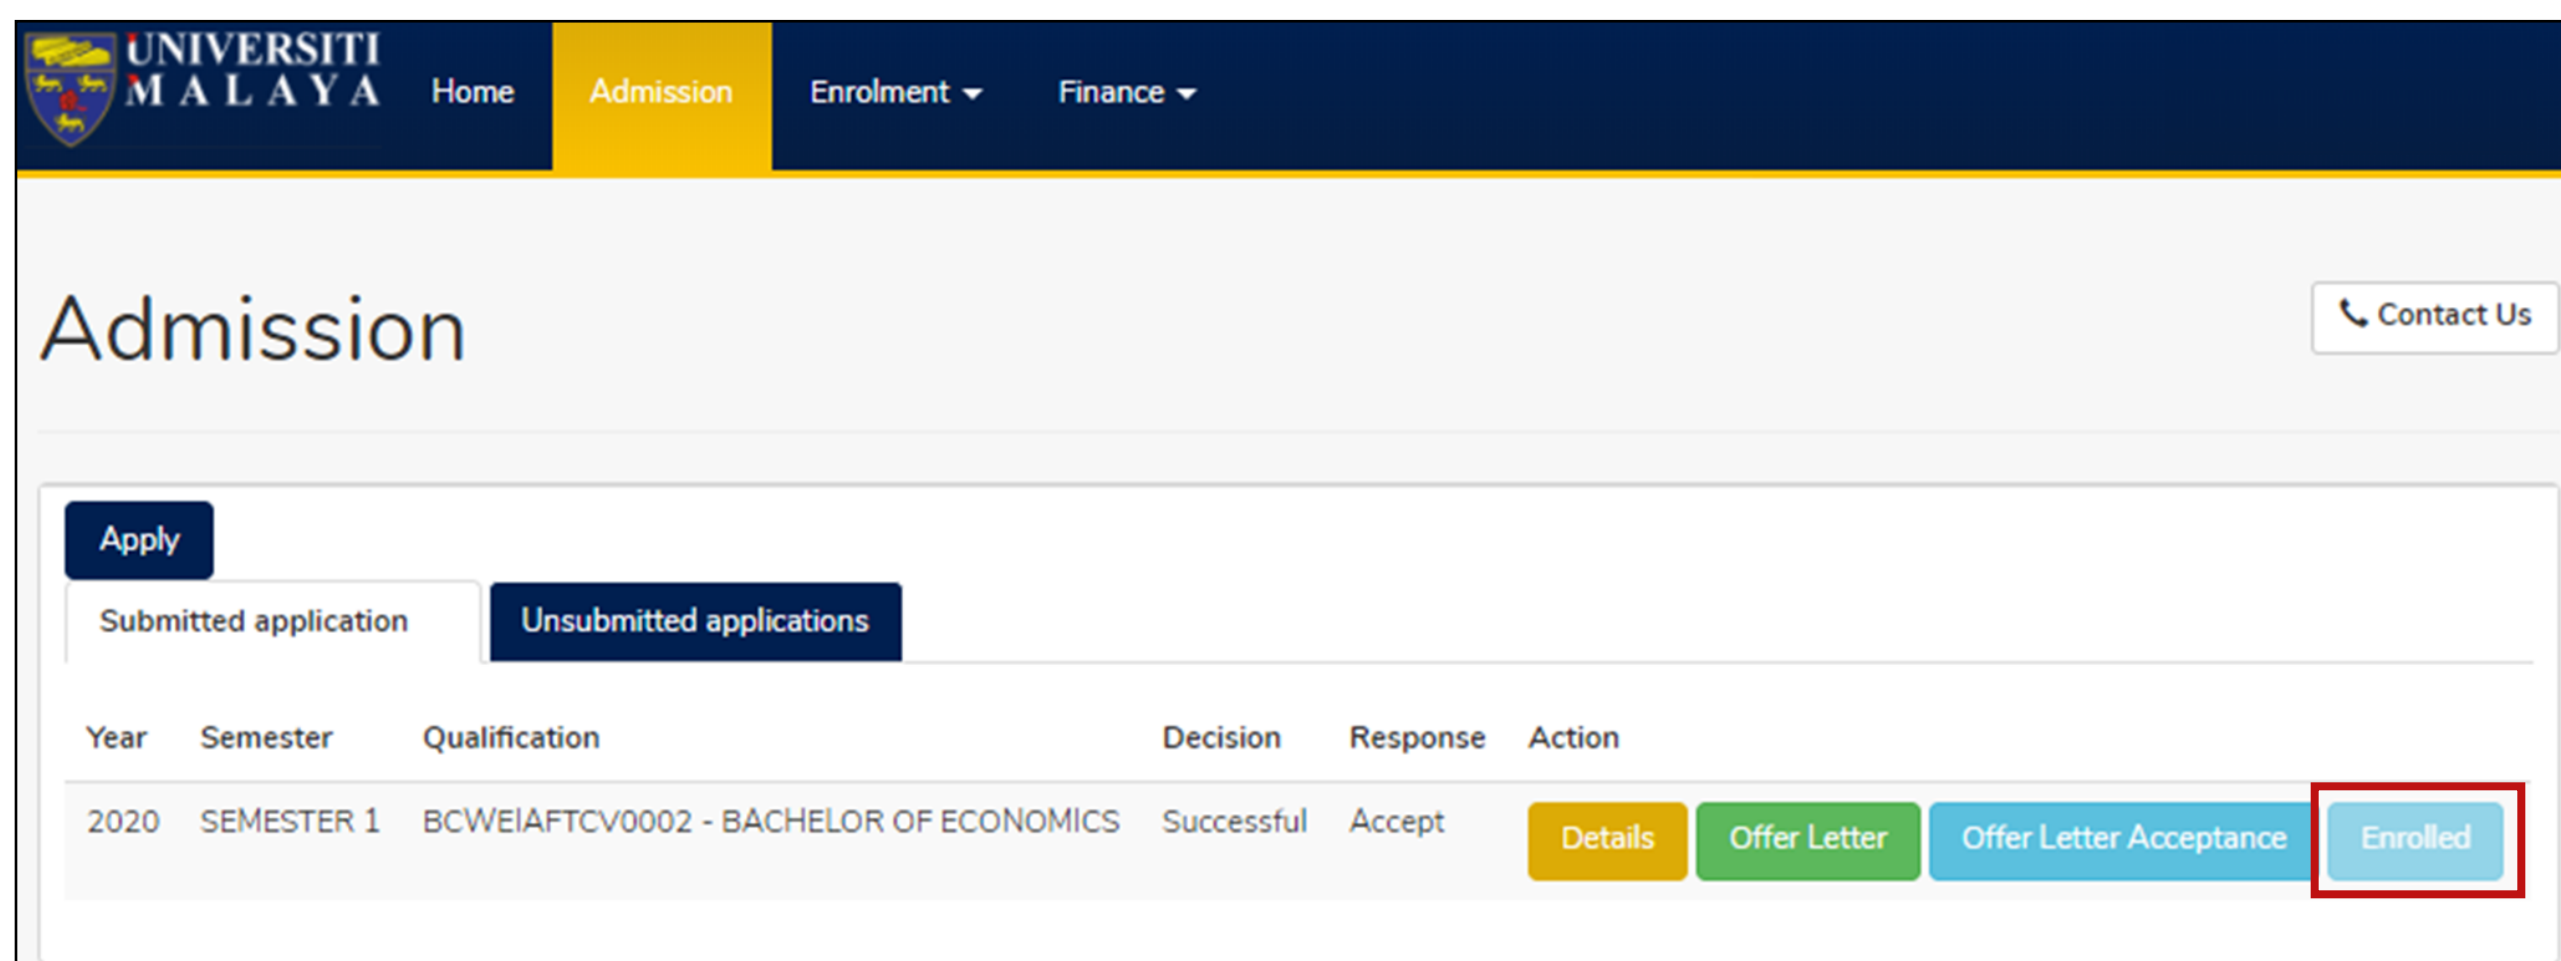 UNIVERSITI
MALAYA
Home
Admission
Enrolment
Finance
Admission
Contact Us
Apply
Submitted application
Unsubmitted applications
Year Semester Qualification Decision Response Action
2020 SEMESTER 1 BCWEIAFTCV0002 - BACHELOR OF ECONOMICS Successful Accept Details Offer Letter Offer Letter Acceptance Enrolled